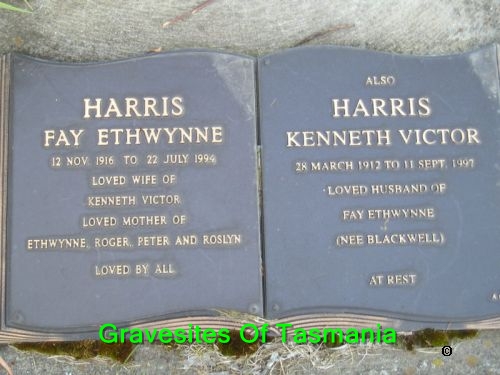 HARRIS
FAY ETHWYNNE
12 NOV. 1916 TO 22 JULY 1994
LOVED WIFE OF
KENNETH VICTOR
LOVED MOTHER OF
ETHWYNNE, ROGER, PETER AND ROSLYN
LOVED BY ALL
ALSO
HARRIS
KENNETH VICTOR
28 MARCH 1912 TO 11 SEPT. 1997
LOVED HUSBAND OF
FAY ETHWYNNE
(NEE BLACKWELL)
AT REST
Gravesites Of Tasmania
©